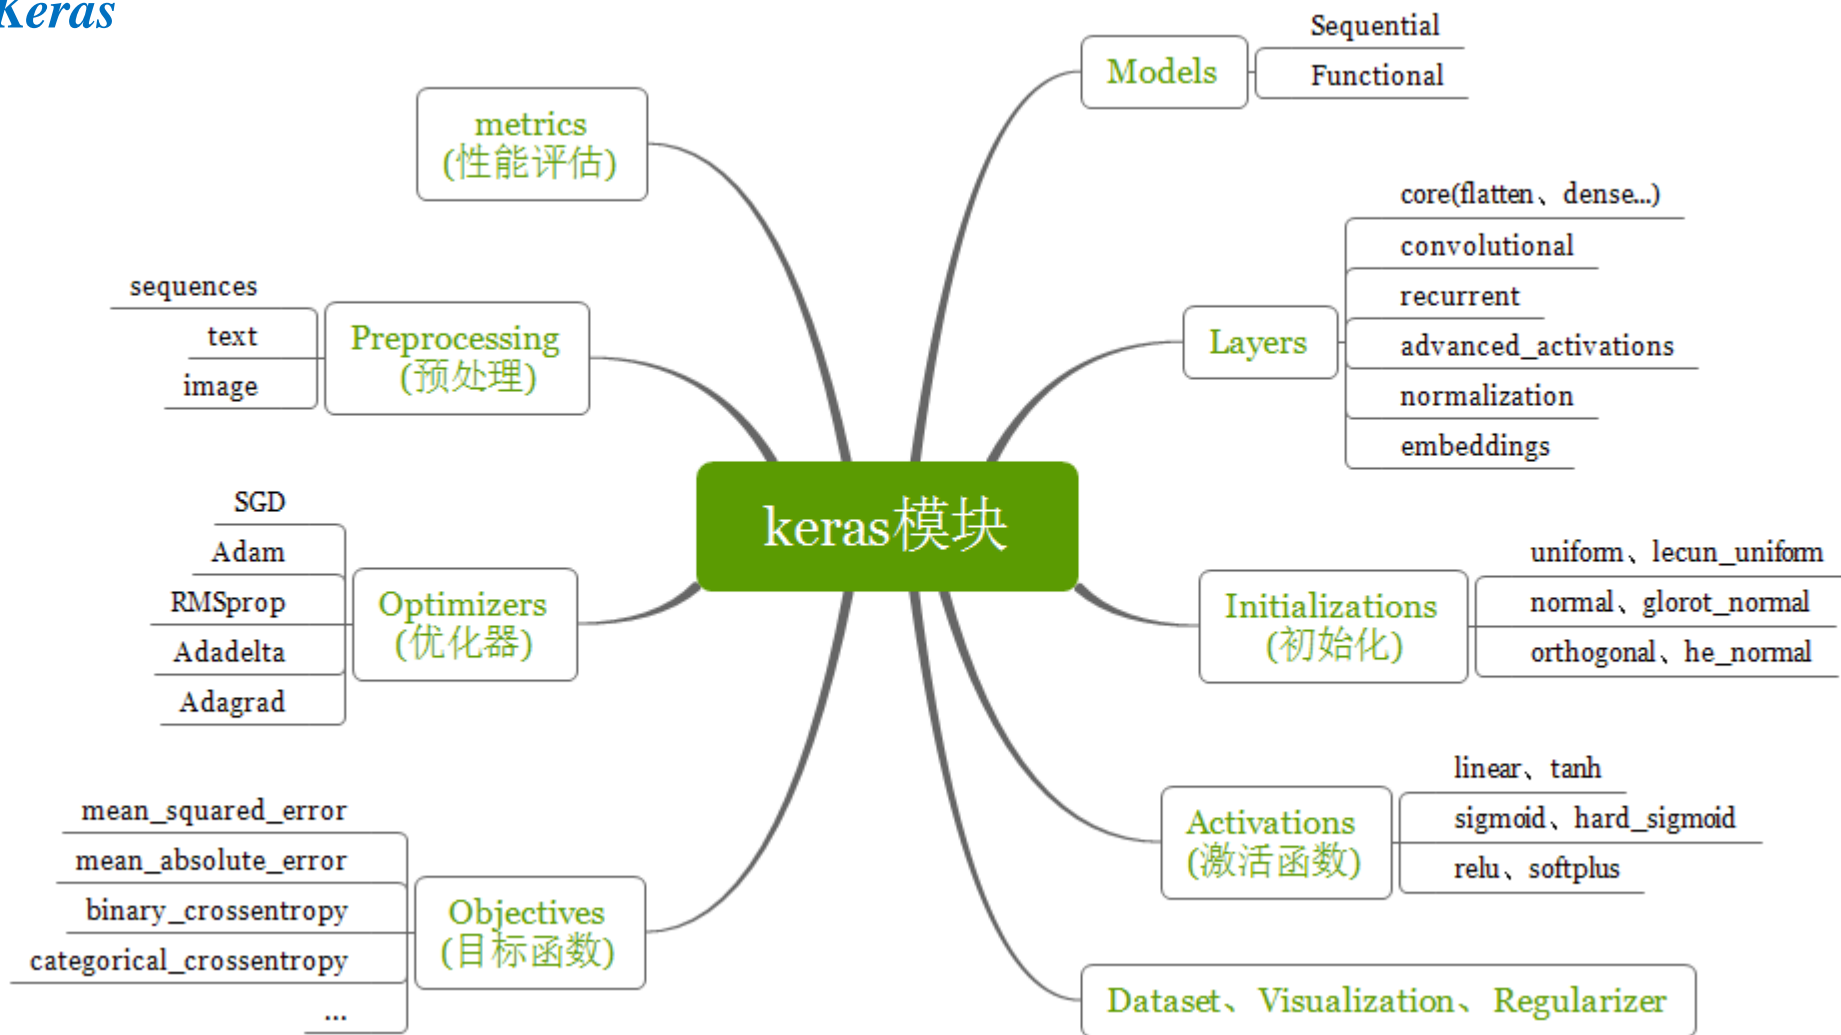 Keras
metrics
(性能评估)
sequences
text
image
Preprocessing
(预处理)
SGD
Adam
RMSprop
Adadelta
Adagrad
Optimizers
(优化器)
mean_squared_error
mean_absolute_error
binary_crossentropy
categorical_crossentropy
...
Objectives
(目标函数)
keras模块
Models
Sequential
Functional
Layers
core(flatten、dense...)
convolutional
recurrent
advanced_activations
normalization
embeddings
Initializations
(初始化)
uniform、lecun_uniform
normal、glorot_normal
orthogonal、he_normal
Activations
(激活函数)
linear、tanh
sigmoid、hard_sigmoid
relu、softplus
Dataset、Visualization、Regularizer